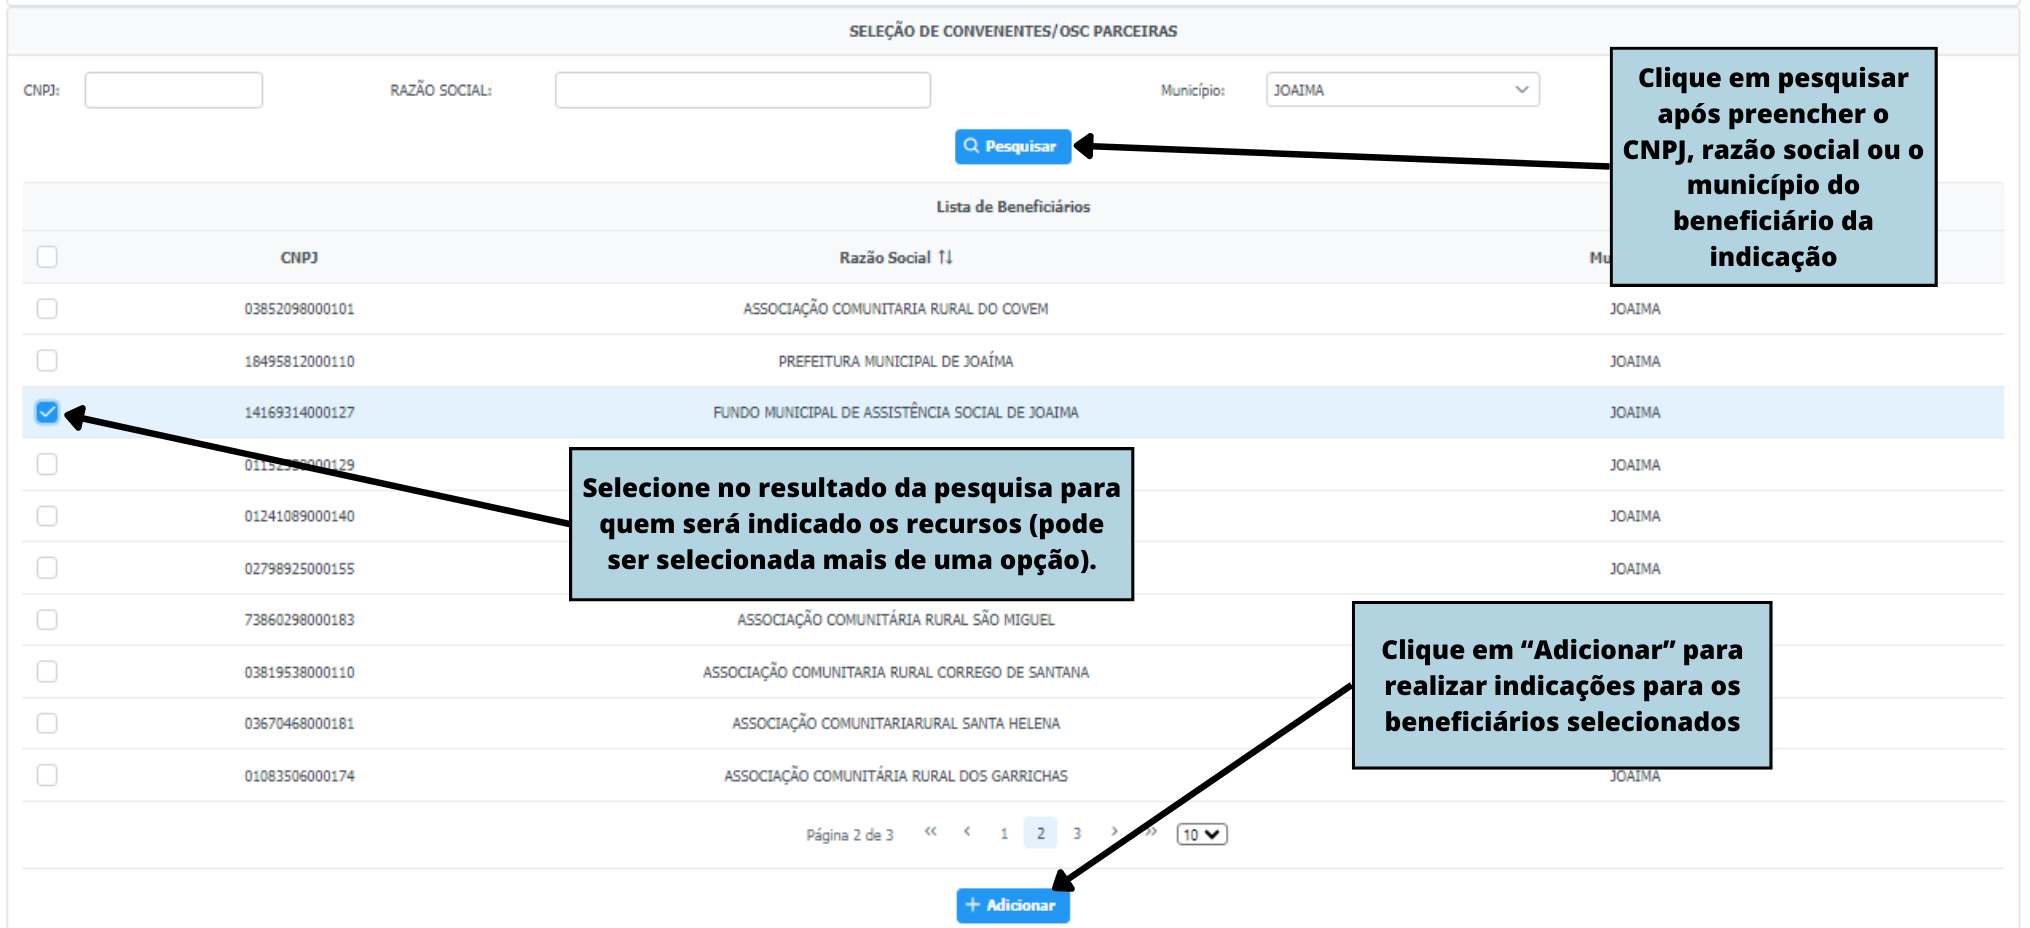 SELEÇÃO DE CONVENENTES/OSC PARCEIRAS
CNPJ:
RAZÃO SOCIAL:
Município:
JOAIMA
Pesquisar
Clique em pesquisar
após preencher o
CNPJ, razão social ou o
município do
beneficiário da
indicação
Lista de Beneficiários
CNPJ Razão Social
03852098000101 ASSOCIAÇÃO COMUNITARIA RURAL DO COVEM JOAIMA
18495812000110 PREFEITURA MUNICIPAL DE JOAÍMA JOAIMA
14169314000127 FUNDO MUNICIPAL DE ASSISTÊNCIA SOCIAL DE JOAIMA JOAIMA
JOAIMA
01241089000140 JOAIMA
02798925000155 JOAIMA
Selecione no resultado da pesquisa para
quem será indicado os recursos (pode
ser selecionada mais de uma opção).
73860298000183 ASSOCIAÇÃO COMUNITÁRIA RURAL SÃO MIGUEL
03819538000110 ASSOCIAÇÃO COMUNITARIA RURAL CORREGO DE SANTANA
03670468000181 ASSOCIAÇÃO COMUNITARIARURAL SANTA HELENA
01083506000174 ASSOCIAÇÃO COMUNITÁRIA RURAL DOS GARRICHAS JOAIMA
Clique em “Adicionar” para
realizar indicações para os
beneficiários selecionados
Página 2 de 3 « ‹ 1 2 3 › » 10
+ Adicionar